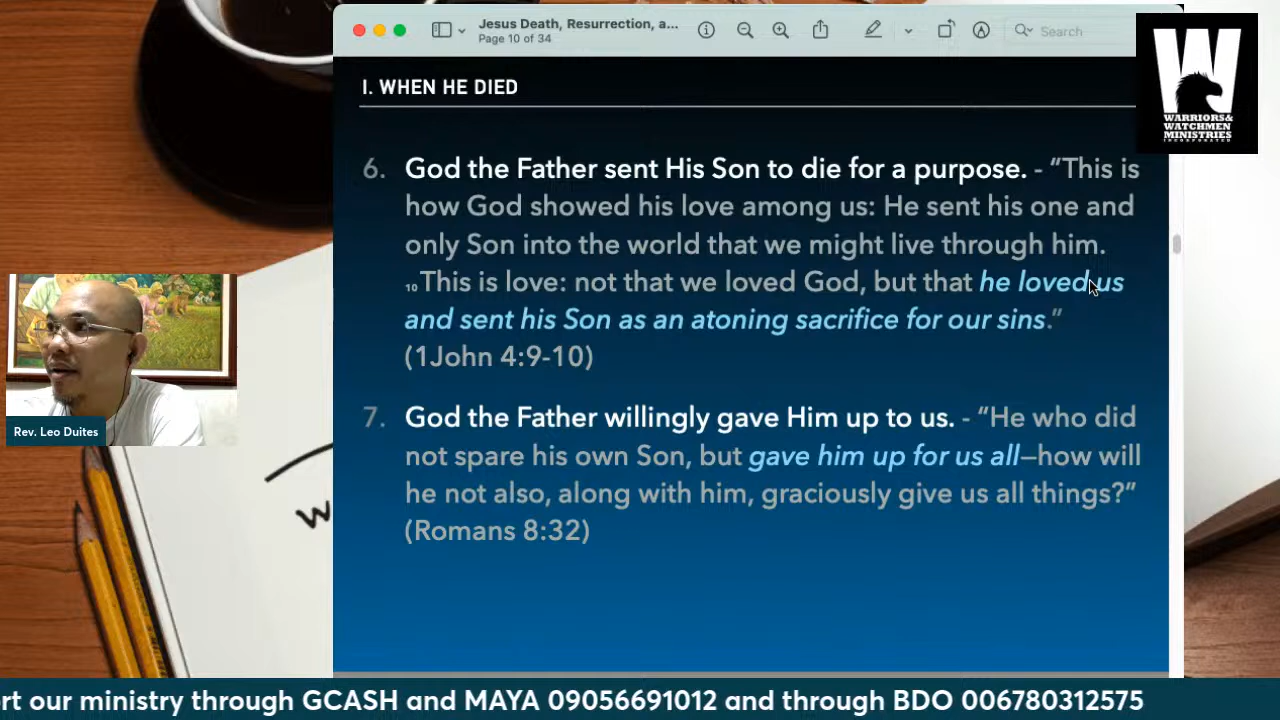 Jesus Death, Resurrection, a...
Page 10 of 34
Search
I. WHEN HE DIED
6. God the Father sent His Son to die for a purpose. - “This is
how God showed his love among us: He sent his one and
only Son into the world that we might live through him.
10 This is love: not that we loved God, but that he loved us
and sent his Son as an atoning sacrifice for our sins.”
(1John 4:9-10)
7. God the Father willingly gave Him up to us. - “He who did
not spare his own Son, but gave him up for us all—how will
he not also, along with him, graciously give us all things?”
(Romans 8:32)
W
WARRIORS&
WATCHMEN
MINISTRIES
INCORPORATED
Rev. Leo Duites
w
rt our ministry through GCASH and MAYA 09056691012 and through BDO 006780312575